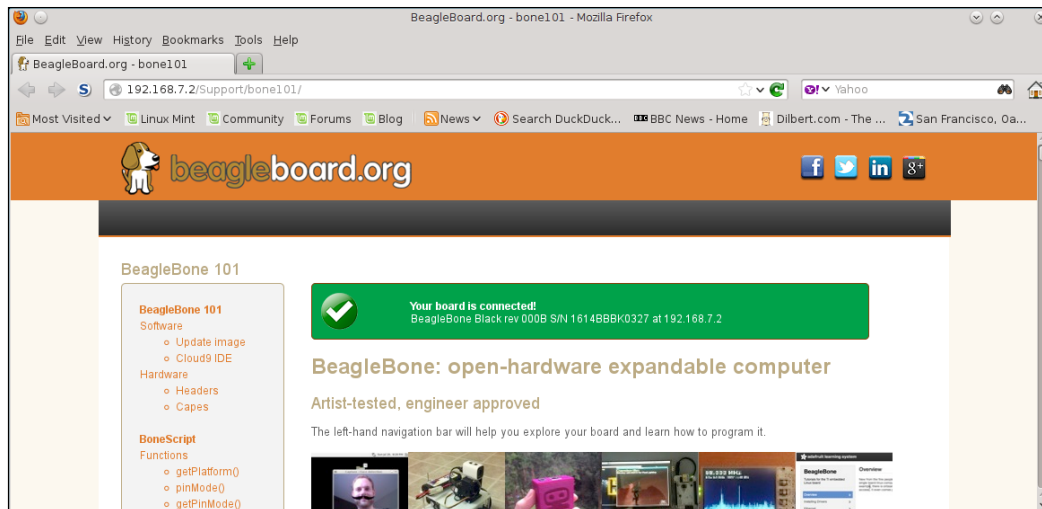 BeagleBoard.org - bone101 - Mozilla Firefox
File Edit View History Bookmarks Tools Help
BeagleBoard.org - bone101
192.168.7.2/Support/bone101/
Yahoo
Most Visited Linux Mint Community Forums Blog News Search DuckDuck... BBC News - Home Dilbert.com - The ... San Francisco, Oa...
beagleboard.org
BeagleBone 101
BeagleBone 101
Software
Update image
Cloud9 IDE
Hardware
Headers
Capes
BoneScript
Functions
getPlatform()
pinMode()
getPinMode()
Your board is connected!
BeagleBone Black rev 000B S/N 1614BBBK0327 at 192.168.7.2
BeagleBone: open-hardware expandable computer
Artist-tested, engineer approved
The left-hand navigation bar will help you explore your board and learn how to program it.
BeagleBone
Overview